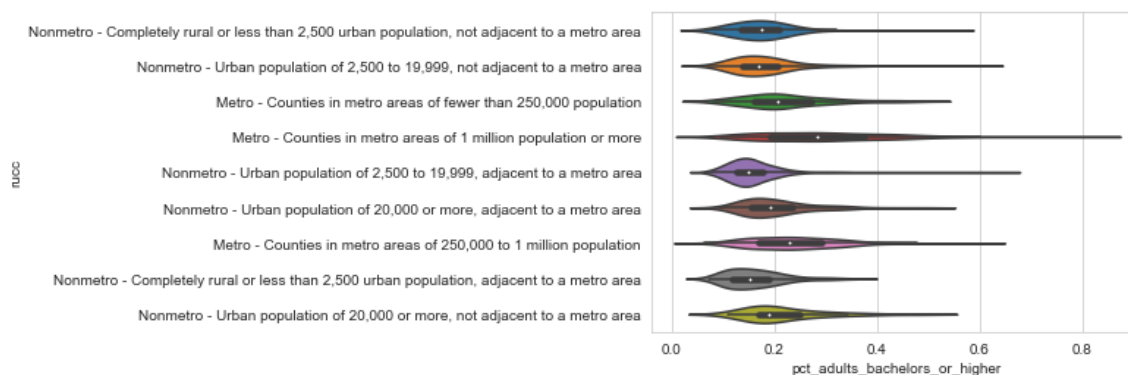 Nonmetro - Completely rural or less than 2,500 urban population, not adjacent to a metro area
Nonmetro - Urban population of 2,500 to 19,999, not adjacent to a metro area
Metro - Counties in metro areas of fewer than 250,000 population
Metro - Counties in metro areas of 1 million population or more
rucc
Nonmetro - Urban population of 2,500 to 19,999, adjacent to a metro area
Nonmetro - Urban population of 20,000 or more, adjacent to a metro area
Metro - Counties in metro areas of 250,000 to 1 million population
Nonmetro - Completely rural or less than 2,500 urban population, adjacent to a metro area
Nonmetro - Urban population of 20,000 or more, not adjacent to a metro area
0.0 0.2 0.4 0.6 0.8
pct_adults_bachelors_or_higher